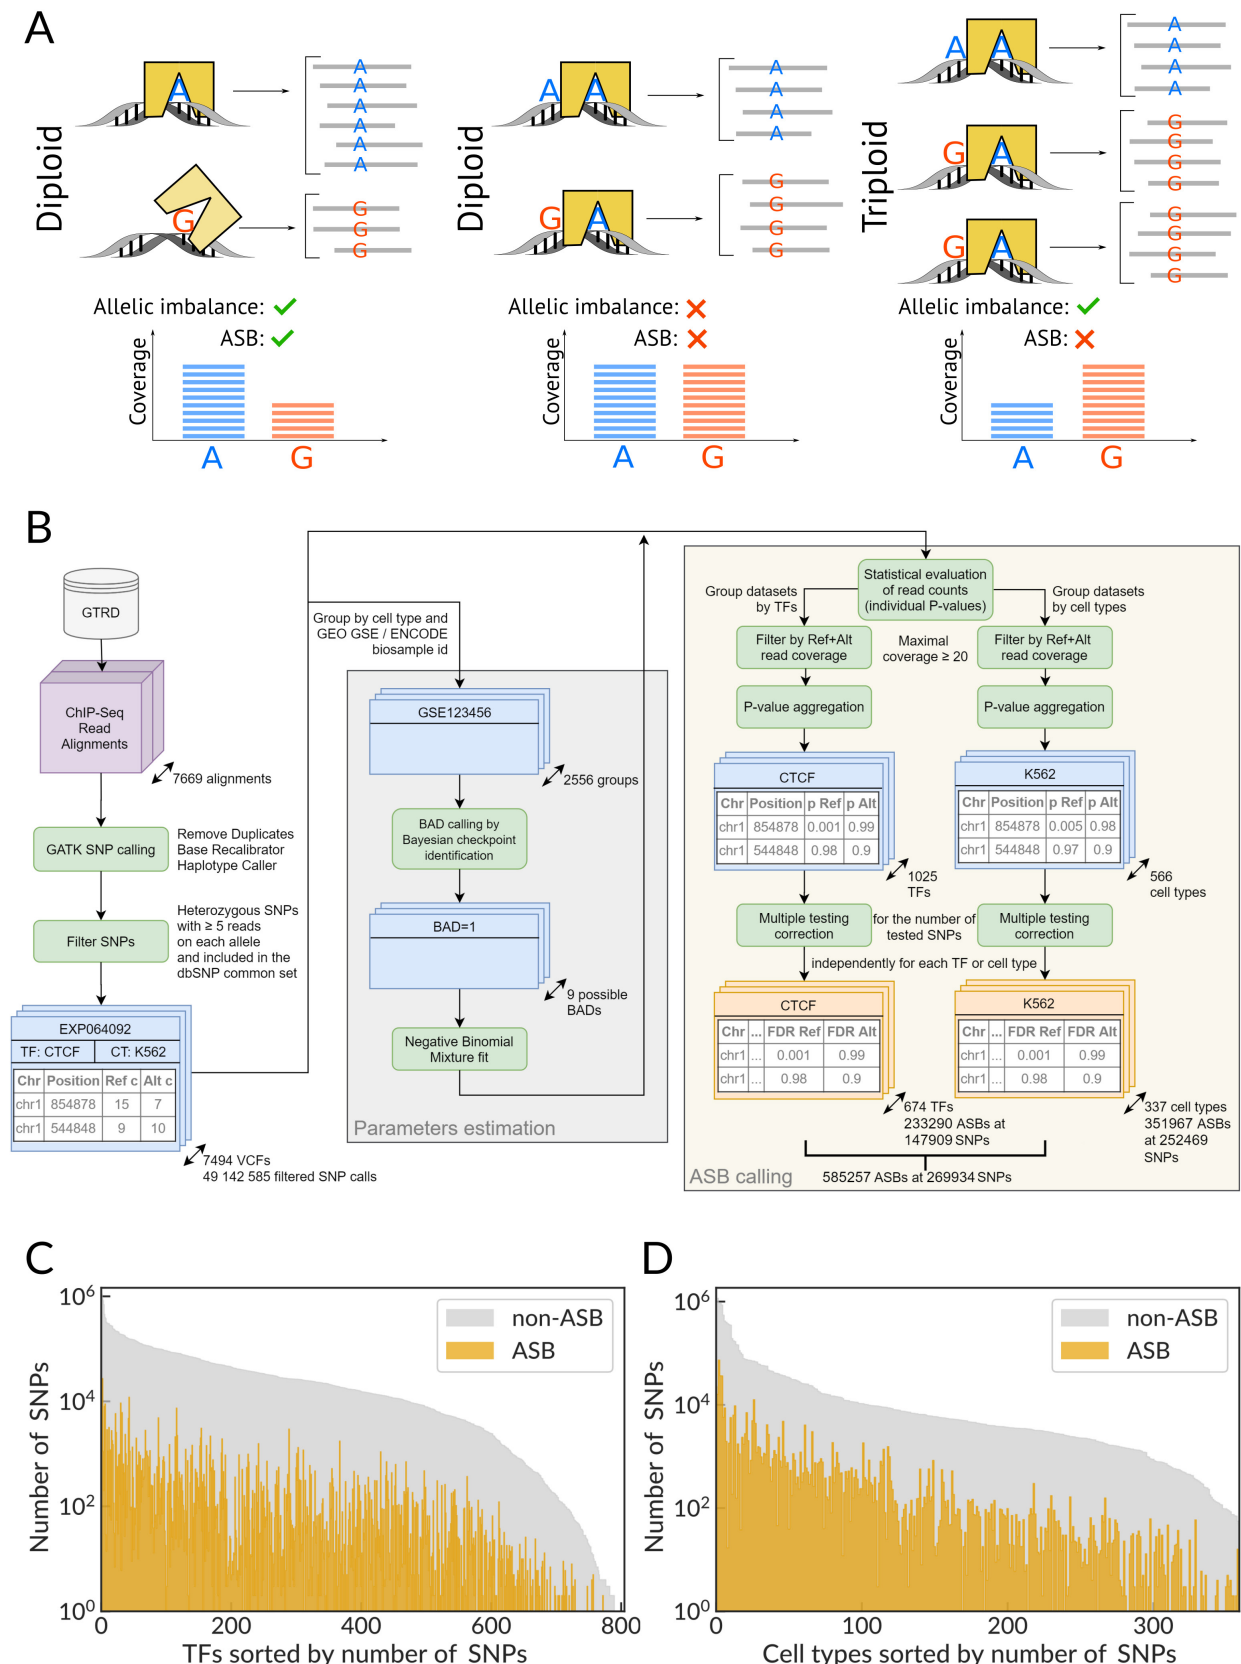 A
Diploid
A
A
A
A
A
A
A
G
G
G
G
Allelic imbalance:
ASB:
Coverage
A
G
Diploid
A A
A
A
A
A
G A
G
G
G
G
Allelic imbalance:
ASB:
Coverage
A
G
Triploid
A A
A
A
A
A
G A
G
G
G
G
G A
G
G
G
G
Allelic imbalance:
ASB:
Coverage
A
G
B
GTRD
ChIP-Seq
Read
Alignments
7669 alignments
GATK SNP calling
Remove Duplicates
Base Recalibrator
Haplotype Caller
Filter SNPs
Heterozygous SNPs
with ≥ 5 reads
on each allele
and included in the
dbSNP common set
EXP064092
TF: CTCF CT: K562
Chr Position Ref c Alt c
chr1 854878 15 7
chr1 544848 9 10
7494 VCFs
49 142 585 filtered SNP calls
Group by cell type and
GEO GSE / ENCODE
biosample id
GSE123456
2556 groups
BAD calling by
Bayesian checkpoint
identification
BAD=1
9 possible
BADs
Negative Binomial
Mixture fit
Parameters estimation
Statistical evaluation
of read counts
(individual P-values)
Group datasets
by TFs
Group datasets
by cell types
Filter by Ref+Alt
read coverage
Maximal
coverage ≥ 20
Filter by Ref+Alt
read coverage
P-value aggregation
P-value aggregation
CTCF
Chr Position p Ref p Alt
chr1 854878 0.001 0.99
chr1 544848 0.98 0.9
1025
TFs
K562
Chr Position p Ref p Alt
chr1 854878 0.005 0.98
chr1 544848 0.97 0.9
566
cell types
Multiple testing
correction
for the number of
tested SNPs
Multiple testing
correction
independently for each TF or cell type
CTCF
Chr ... FDR Ref FDR Alt
chr1 ... 0.001 0.99
chr1 ... 0.98 0.9
674 TFs
233290 ASBs at
147909 SNPs
K562
Chr ... FDR Ref FDR Alt
chr1 ... 0.001 0.99
chr1 ... 0.98 0.9
337 cell types
351967 ASBs
at 252469
SNPs
585257 ASBs at 269934 SNPs
ASB calling
C
Number of SNPs
10⁶
10⁴
10²
10⁰
non-ASB
ASB
0 200 400 600 800
TFs sorted by number of SNPs
D
Number of SNPs
10⁶
10⁴
10²
10⁰
non-ASB
ASB
0 100 200 300
Cell types sorted by number of SNPs